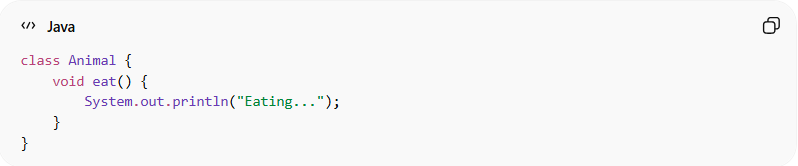 Java
class Animal {
    void eat() {
        System.out.println("Eating...");
    }
}